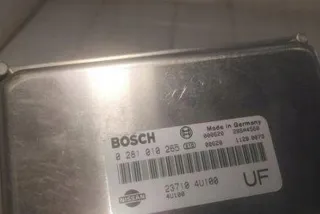 BOSCH
Made in Germany
0 261 010 265
NISSAN
23710 4U100
4U100
UF